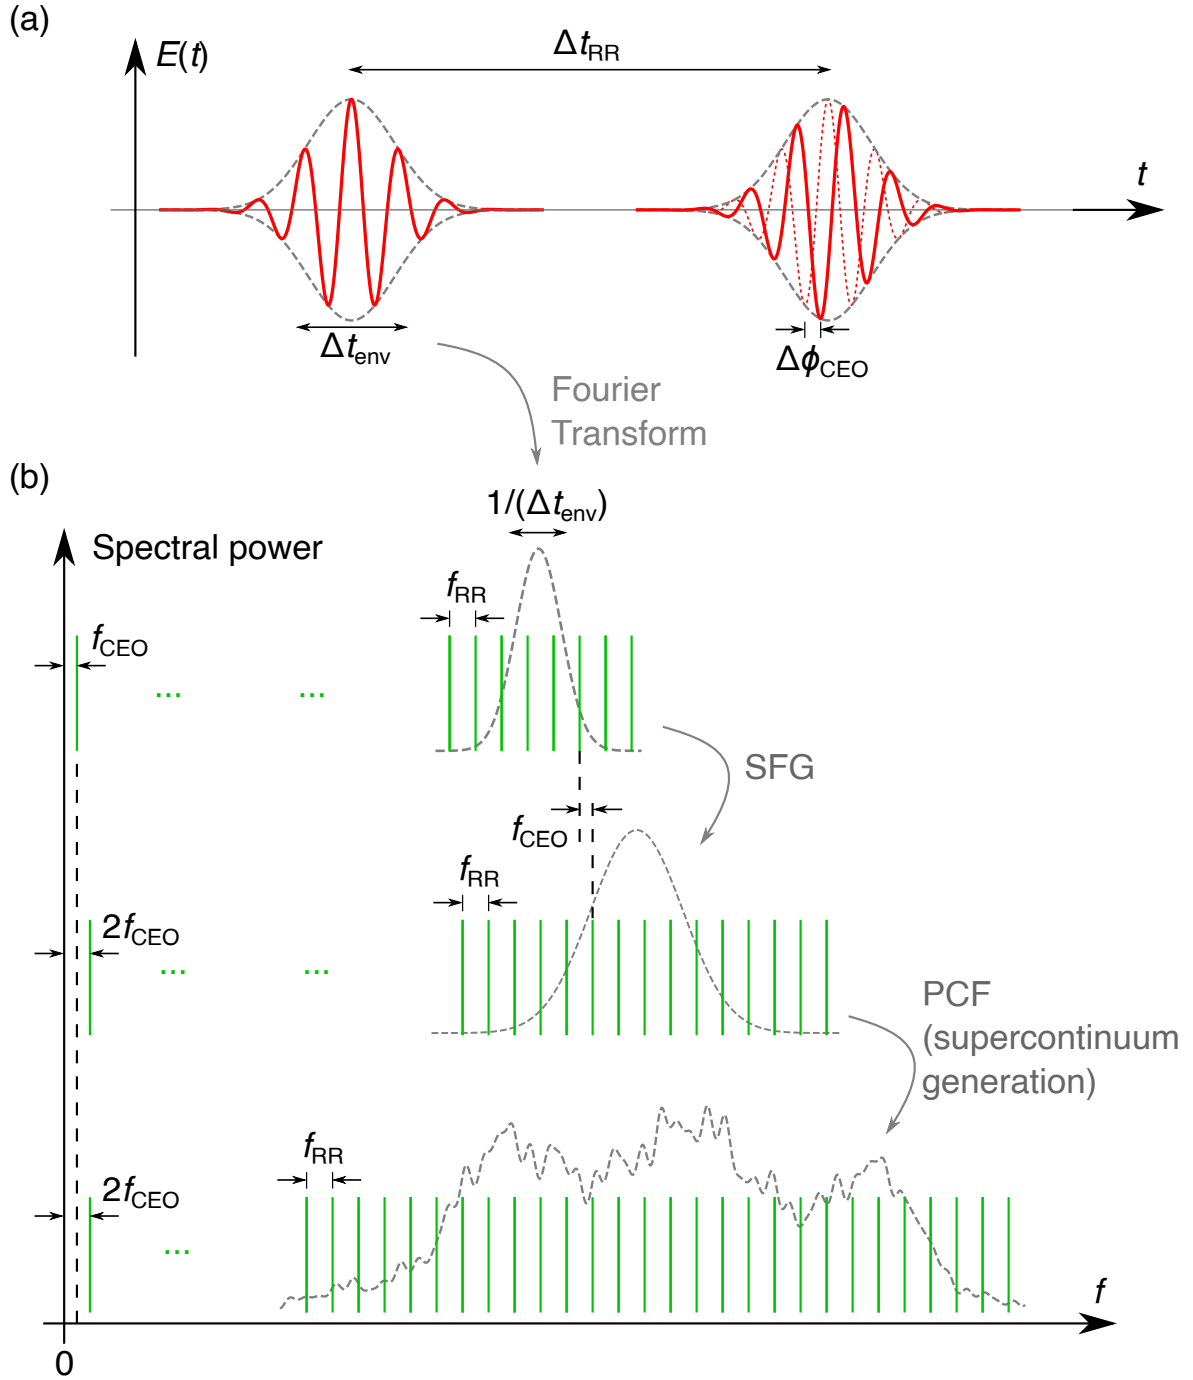 (a)
E(t)
Δt_RR
t
Δt_env
Δϕ_CEO
Fourier
Transform
(b)
1/(Δt_env)
Spectral power
f_RR
f_CEO
... ...
SFG
f_CEO
f_RR
2f_CEO
... ...
PCF
(supercontinuum
generation)
f_RR
2f_CEO
...
f
0